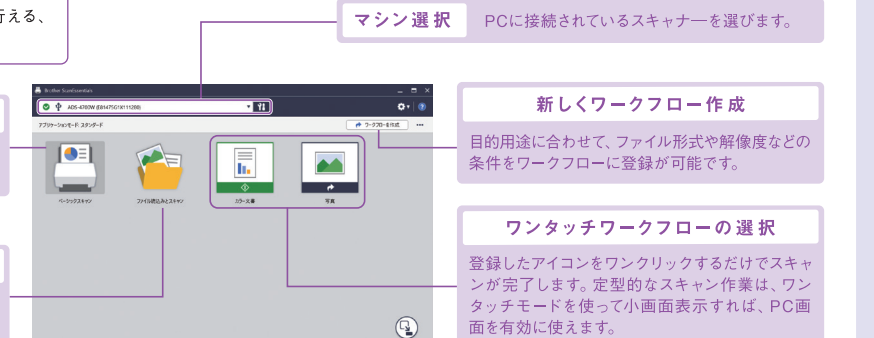 行える、
マシン選択
PCに接続されているスキャナーを選びます。
Brother ScanEssentials
ADS-4700W (E81475G1X111208)
アプリケーションモード: スタンダード
ワークフローを作成
ベーシックスキャン
ファイル読込みとスキャン
カラー文書
写真
新しくワークフロー作成
目的用途に合わせて、ファイル形式や解像度などの
条件をワークフローに登録が可能です。
ワンタッチワークフローの選択
登録したアイコンをワンクリックするだけでスキャ
ンが完了します。定型的なスキャン作業は、ワン
タッチモードを使って小画面表示すれば、PC画
面を有効に使えます。